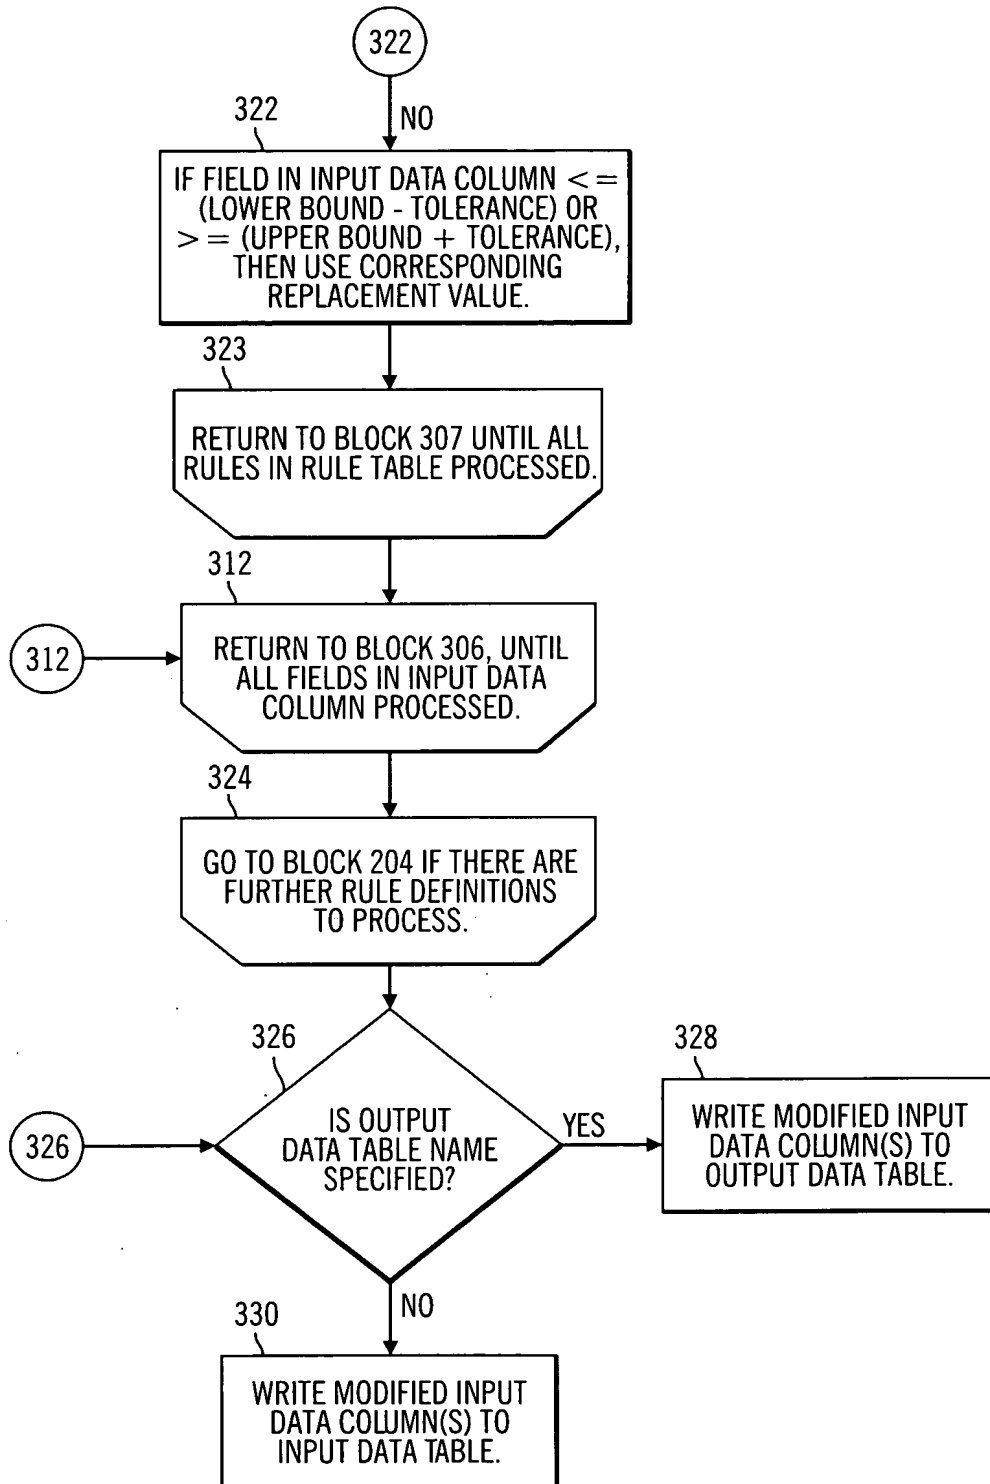 322
NO
322
IF FIELD IN INPUT DATA COLUMN < =
(LOWER BOUND - TOLERANCE) OR
> = (UPPER BOUND + TOLERANCE),
THEN USE CORRESPONDING
REPLACEMENT VALUE.
323
RETURN TO BLOCK 307 UNTIL ALL
RULES IN RULE TABLE PROCESSED.
312
312
RETURN TO BLOCK 306, UNTIL
ALL FIELDS IN INPUT DATA
COLUMN PROCESSED.
324
GO TO BLOCK 204 IF THERE ARE
FURTHER RULE DEFINITIONS
TO PROCESS.
326
326
IS OUTPUT
DATA TABLE NAME
SPECIFIED?
YES
328
WRITE MODIFIED INPUT
DATA COLUMN(S) TO
OUTPUT DATA TABLE.
NO
330
WRITE MODIFIED INPUT
DATA COLUMN(S) TO
INPUT DATA TABLE.